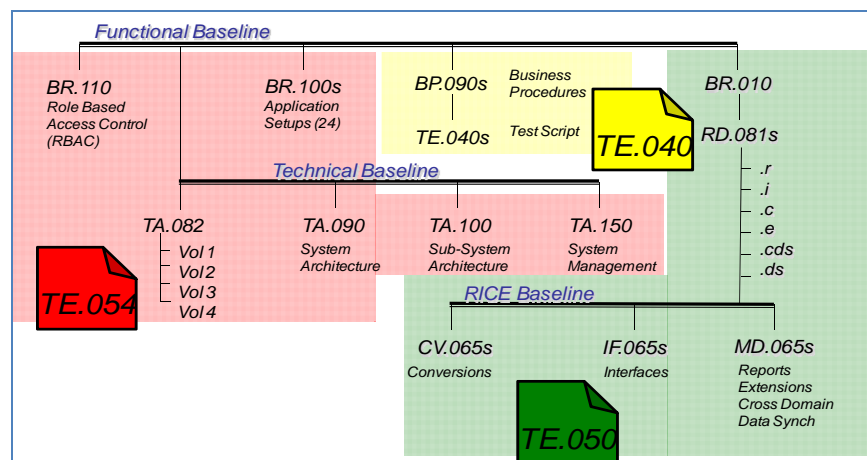 Functional Baseline
BR.110
Role Based
Access Control
(RBAC)
BR.100s
Application
Setups (24)
BP.090s
Business
Procedures
TE.040s
Test Script
TE.040
BR.010
RD.081s
.r
.i
.c
.e
.cds
.ds
Technical Baseline
TA.082
Vol 1
Vol 2
Vol 3
Vol 4
TA.090
System
Architecture
TA.100
Sub-System
Architecture
TA.150
System
Management
TE.054
RICE Baseline
CV.065s
Conversions
IF.065s
Interfaces
MD.065s
Reports
Extensions
Cross Domain
Data Synch
TE.050